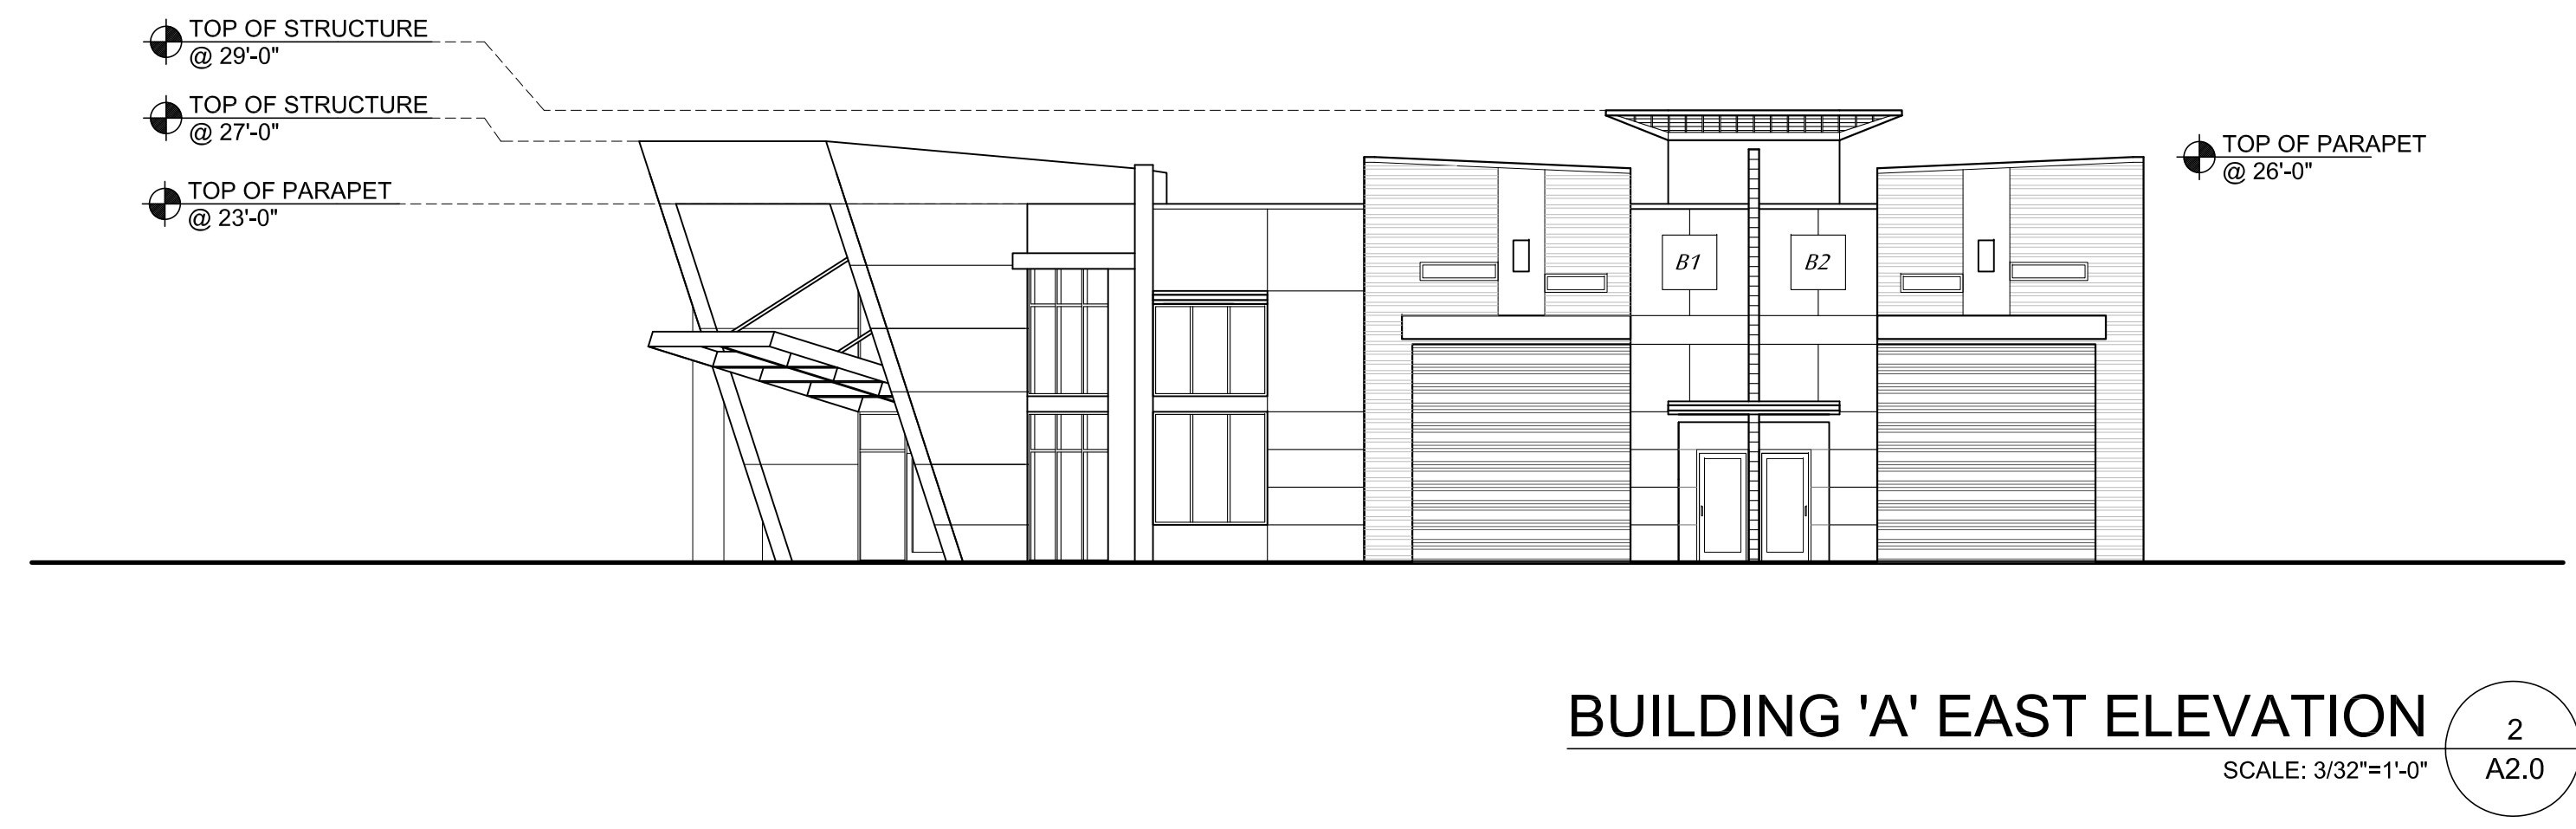 TOP OF STRUCTURE
@ 29'-0"
TOP OF STRUCTURE
@ 27'-0"
TOP OF PARAPET
@ 23'-0"
TOP OF PARAPET
@ 26'-0"
B1
B2
BUILDING 'A' EAST ELEVATION
SCALE: 3/32"=1'-0"
2
A2.0